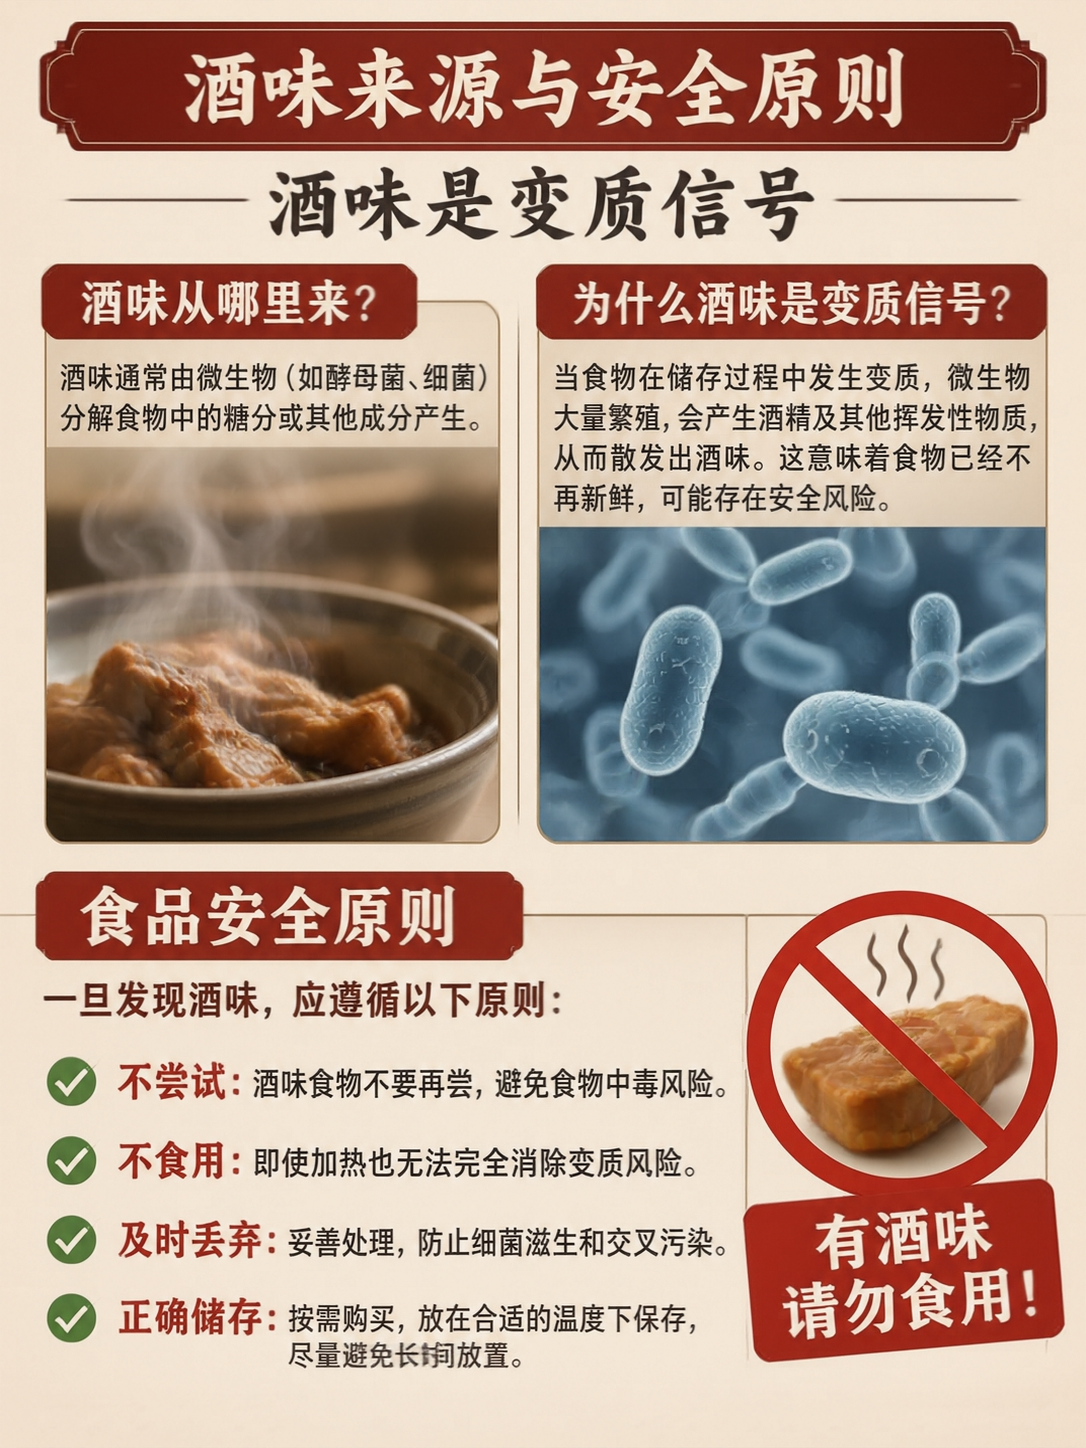 酒味来源与安全原则
酒味是变质信号
酒味从哪里来？
酒味通常由微生物（如酵母菌、细菌）
分解食物中的糖分或其他成分产生。
为什么酒味是变质信号？
当食物在储存过程中发生变质，微生物
大量繁殖，会产生酒精及其他挥发性物质，
从而散发出酒味。这意味着食物已经不
再新鲜，可能存在安全风险。
食品安全原则
一旦发现酒味，应遵循以下原则：
不尝试：酒味食物不要再尝，避免食物中毒风险。
不食用：即使加热也无法完全消除变质风险。
及时丢弃：妥善处理，防止细菌滋生和交叉污染。
正确储存：按需购买，放在合适的温度下保存，
尽量避免长时间放置。
有酒味
请勿食用！